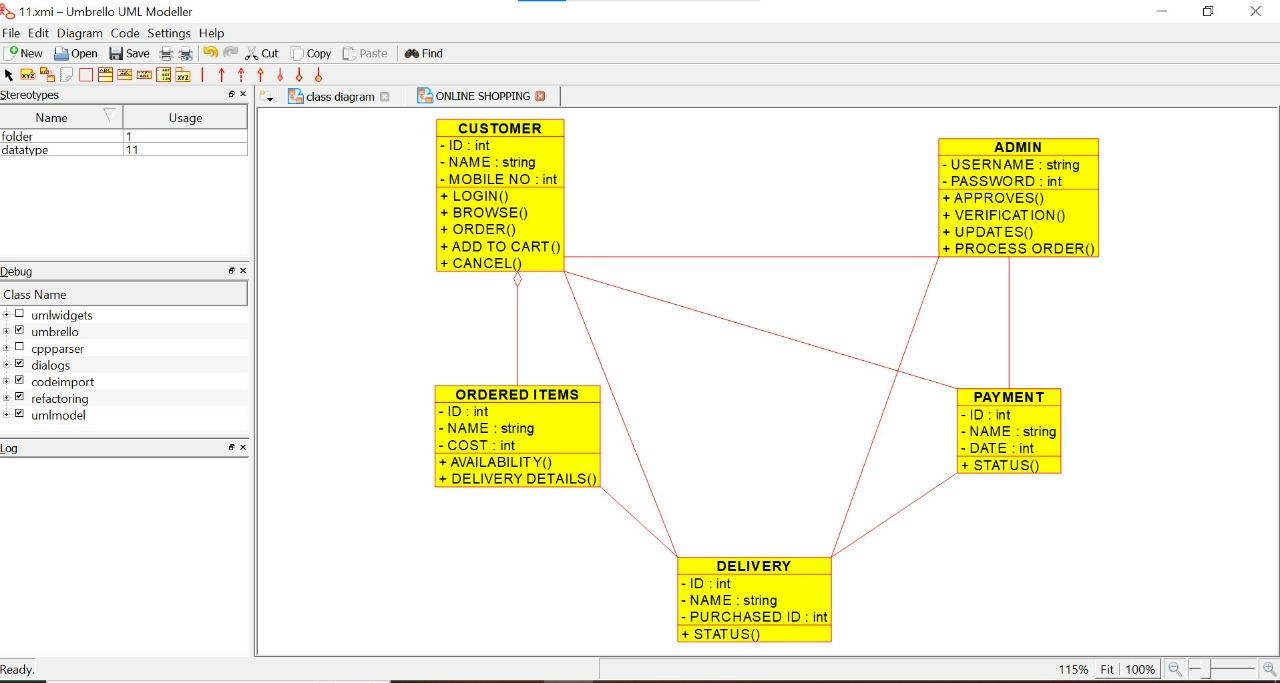 11.xmi – Umbrello UML Modeller
File Edit Diagram Code Settings Help
New Open Save Cut Copy Paste Find
Stereotypes
Name Usage
folder 1
datatype 11
Debug
Class Name
umlwidgets
umbrello
cppparser
dialogs
codeimport
refactoring
umlmodel
Log
class diagram ONLINE SHOPPING
CUSTOMER
- ID : int
- NAME : string
- MOBILE NO : int
+ LOGIN()
+ BROWSE()
+ ORDER()
+ ADD TO CART()
+ CANCEL()
ADMIN
- USERNAME : string
- PASSWORD : int
+ APPROVES()
+ VERIFICATION()
+ UPDATES()
+ PROCESS ORDER()
ORDERED ITEMS
- ID : int
- NAME : string
- COST : int
+ AVAILABILITY()
+ DELIVERY DETAILS()
PAYMENT
- ID : int
- NAME : string
- DATE : int
+ STATUS()
DELIVERY
- ID : int
- NAME : string
- PURCHASED ID : int
+ STATUS()
Ready. 115% Fit 100%